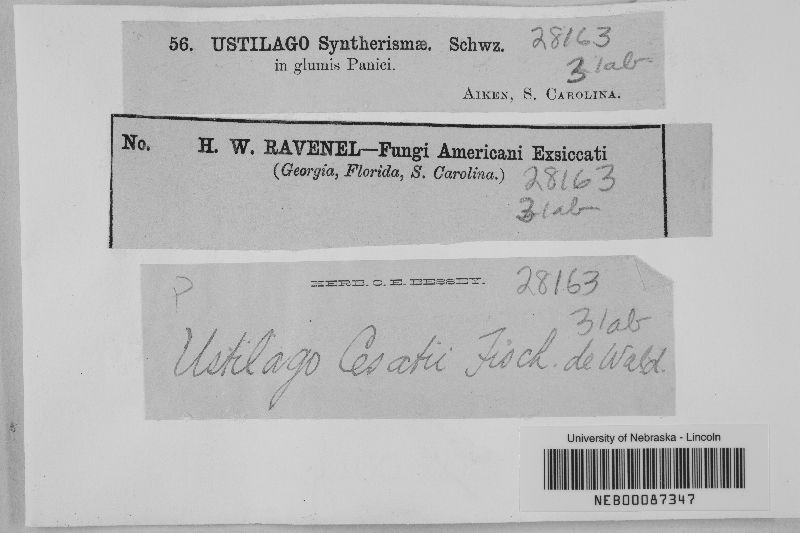 56. USTILAGO Syntherismæ. Schwz. 28163
in glumis Panici. 3 lab
AIKEN, S. CAROLINA.
No. H. W. RAVENEL—Fungi Americani Exsiccati
(Georgia, Florida, S. Carolina.) 28163
3 lab
P HERB. C. E. BESSEY. 28163
3 lab
Ustilago Cesatii Fisch. de Wald.
University of Nebraska - Lincoln
NEB00087347